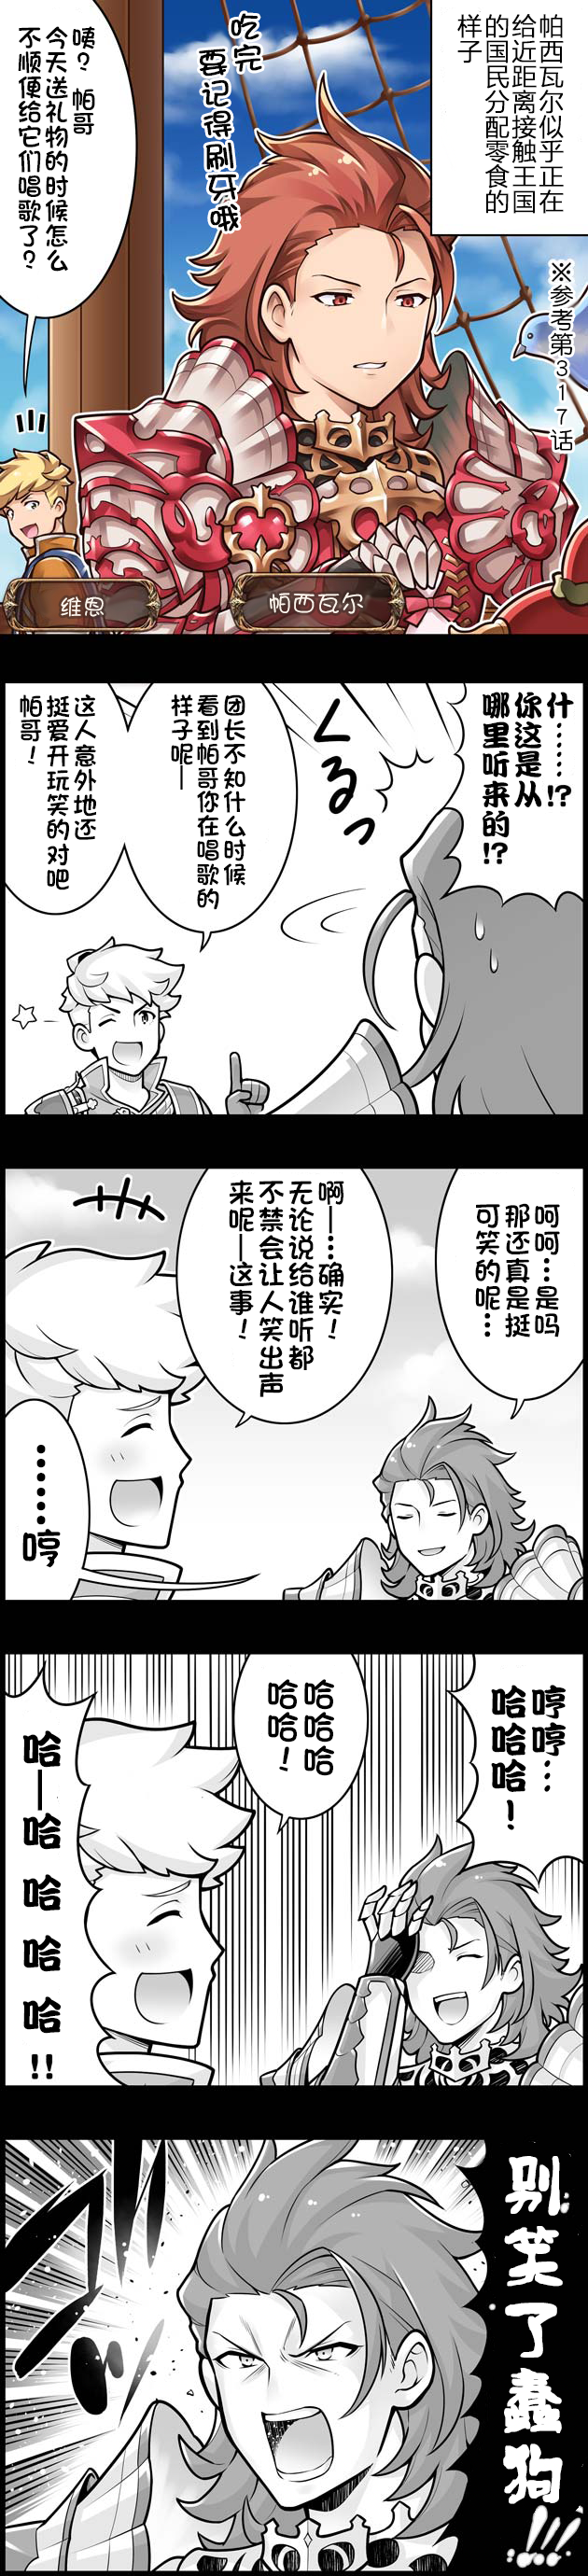 帕西瓦尔似乎正在
给近距离接触王国
的国民分配零食的
样子
※参考第317话
吃完
要记得刷牙哦
咦？帕哥
今天送礼物的时候怎么
不顺便给它们唱歌了？
维恩
帕西瓦尔
什……!?
你这是从
哪里听来的!?
くるっ
团长不知什么时候
看到帕哥你在唱歌的
样子呢—
这人意外地还
挺爱开玩笑的对吧
帕哥！
呵呵…是吗
那还真是挺
可笑的呢…
啊—…确实！
无论说给谁听都
不禁会让人笑出声
来呢—这事！
……哼
哼哼…
哈哈哈！
哈哈哈
哈哈！
哈—哈哈哈哈!!
别笑了蠢狗!!!